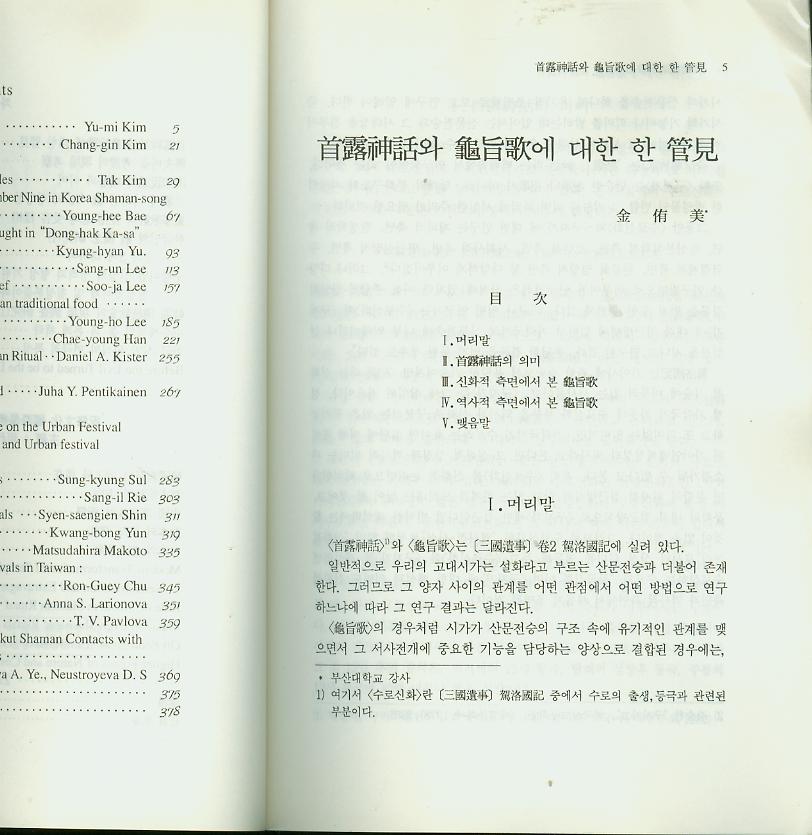 nts
··········· Yu-mi Kim 5
········ Chang-gin Kim 21
les ··········· Tak Kim 29
mber Nine in Korea Shaman-song
········· Young-hee Bae 67
ught in “Dong-hak Ka-sa”
········· Kyung-hyan Yu. 93
··········· Sang-un Lee 113
ef ··········· Soo-ja Lee 157
an traditional food ······
·········· Young-ho Lee 185
········ Chae-young Han 221
an Ritual ·· Daniel A. Kister 255
d ····· Juha Y. Pentikainen 267
e on the Urban Festival
and Urban festival
s ········ Sung-kyung Sul 283
············· Sang-il Rie 303
als ··· Syen-saengien Shin 311
······· Kwang-bong Yun 319
····· Matsudahira Makoto 335
vals in Taiwan :
········· Ron-Guey Chu 345
······ Anna S. Larionova 351
··········· T. V. Pavlova 359
kut Shaman Contacts with
s ·····················
va A. Ye., Neustroyeva D. S 369
······················ 375
······················ 378
首露神話와 龜旨歌에 대한 한 管見 5
首露神話와 龜旨歌에 대한 한 管見
金 侑 美*
目 次
Ⅰ. 머리말
Ⅱ. 首露神話의 의미
Ⅲ. 신화적 측면에서 본 龜旨歌
Ⅳ. 역사적 측면에서 본 龜旨歌
Ⅴ. 맺음말
Ⅰ. 머리말
〈首露神話〉1)와 〈龜旨歌〉는 〔三國遺事〕 卷2 駕洛國記에 실려 있다.
일반적으로 우리의 고대시가는 설화라고 부르는 산문전승과 더불어 존재
한다. 그러므로 그 양자 사이의 관계를 어떤 관점에서 어떤 방법으로 연구
하느냐에 따라 그 연구 결과는 달라진다.
〈龜旨歌〉의 경우처럼 시가가 산문전승의 구조 속에 유기적인 관계를 맺
으면서 그 서사전개에 중요한 기능을 담당하는 양상으로 결합된 경우에는,
* 부산대학교 강사
1) 여기서 〈수로신화〉란 〔三國遺事〕 駕洛國記 중에서 수로의 출생, 등극과 관련된
부분이다.